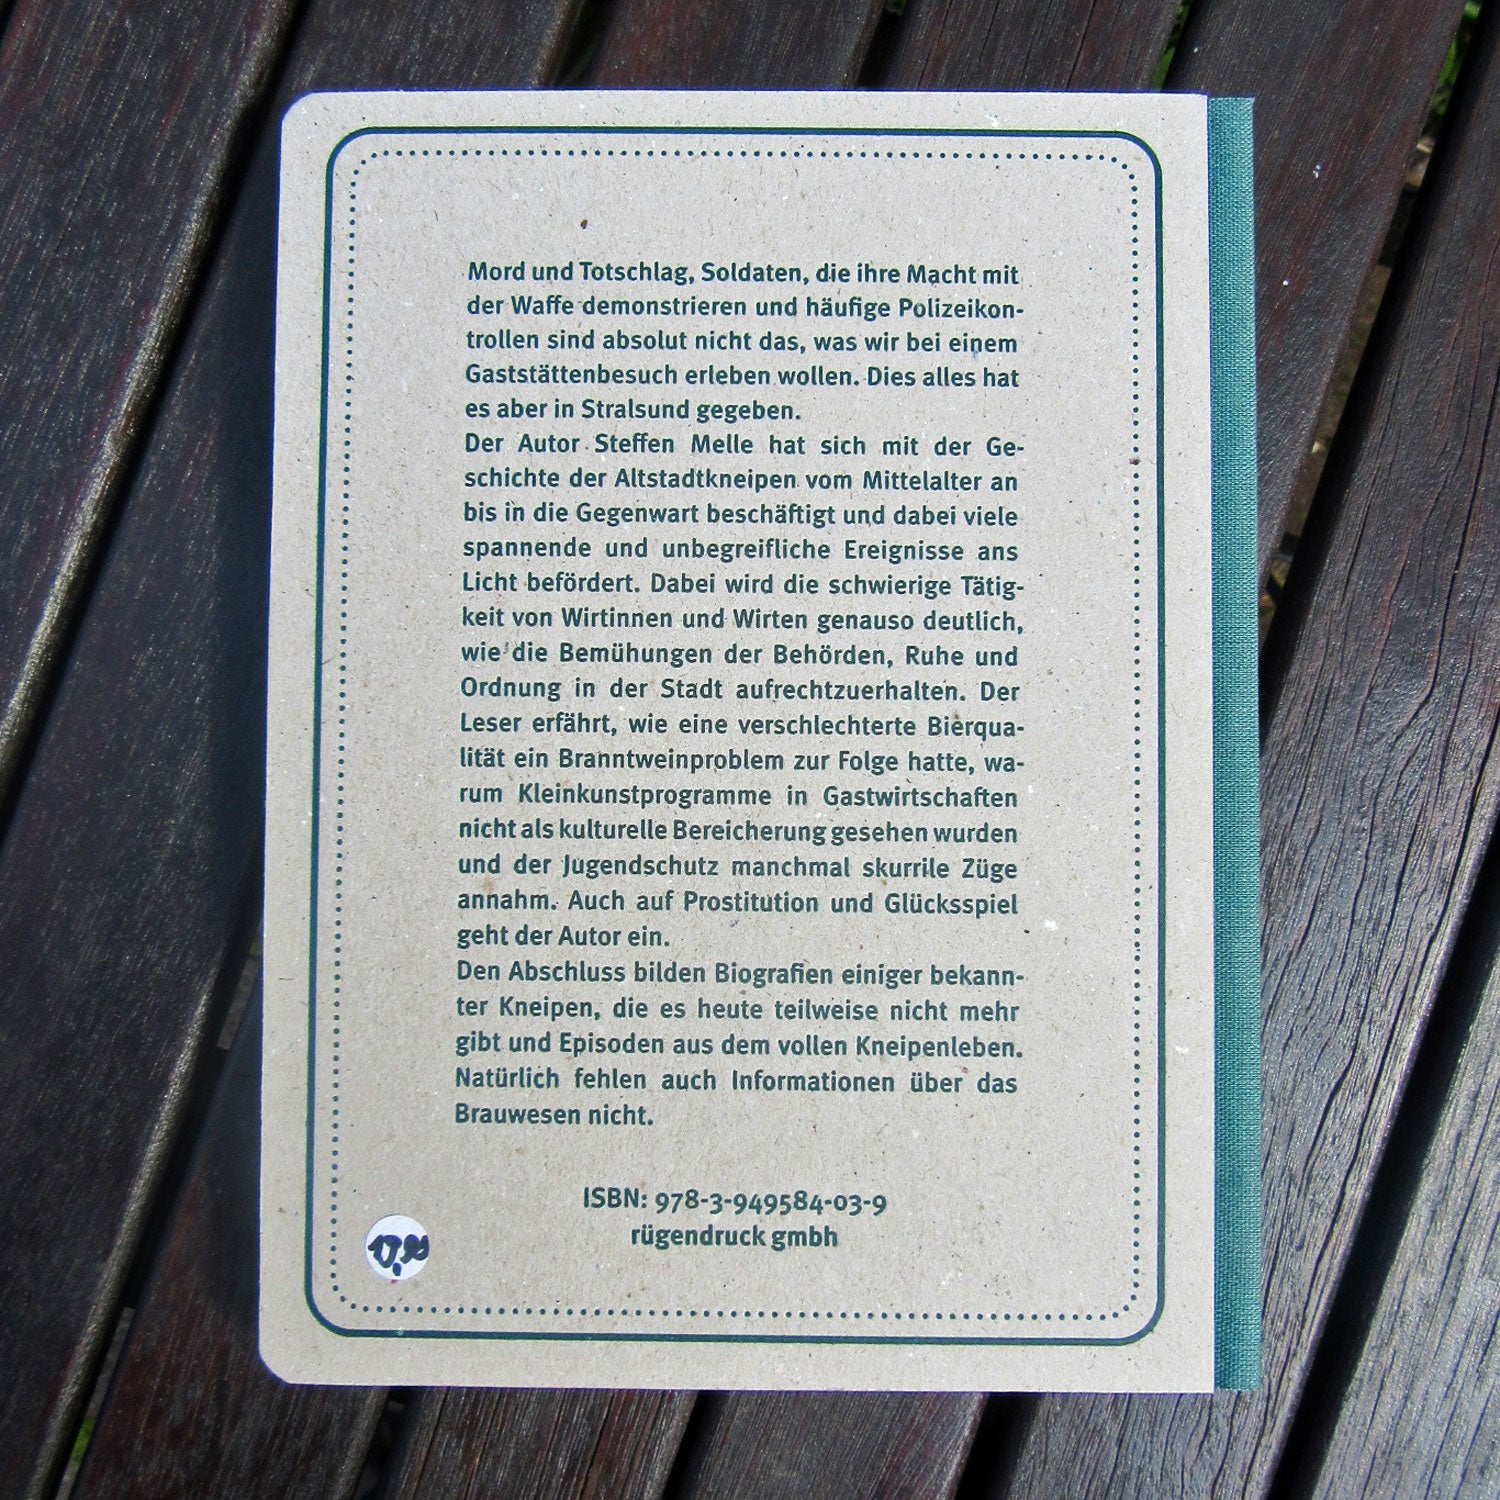 Mord und Totschlag, Soldaten, die ihre Macht mit
der Waffe demonstrieren und häufige Polizeikon-
trollen sind absolut nicht das, was wir bei einem
Gaststättenbesuch erleben wollen. Dies alles hat
es aber in Stralsund gegeben.
Der Autor Steffen Melle hat sich mit der Ge-
schichte der Altstadtkneipen vom Mittelalter an
bis in die Gegenwart beschäftigt und dabei viele
spannende und unbegreifliche Ereignisse ans
Licht befördert. Dabei wird die schwierige Tätig-
keit von Wirtinnen und Wirten genauso deutlich,
wie die Bemühungen der Behörden, Ruhe und
Ordnung in der Stadt aufrechtzuerhalten. Der
Leser erfährt, wie eine verschlechterte Bierqua-
lität ein Branntweinproblem zur Folge hatte, wa-
rum Kleinkunstprogramme in Gastwirtschaften
nicht als kulturelle Bereicherung gesehen wurden
und der Jugendschutz manchmal skurrile Züge
annahm. Auch auf Prostitution und Glücksspiel
geht der Autor ein.
Den Abschluss bilden Biografien einiger bekann-
ter Kneipen, die es heute teilweise nicht mehr
gibt und Episoden aus dem vollen Kneipenleben.
Natürlich fehlen auch Informationen über das
Brauwesen nicht.
ISBN: 978-3-949584-03-9
rügendruck gmbh